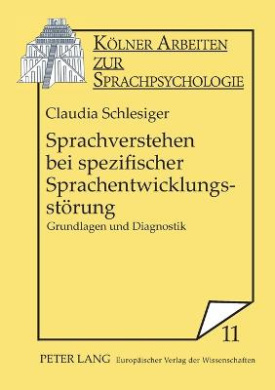 KÖLNER ARBEITEN
ZUR
SPRACHPSYCHOLOGIE
Claudia Schlesiger
Sprachverstehen
bei spezifischer
Sprachentwicklungs-
störung
Grundlagen und Diagnostik
11
PETER LANG Europäischer Verlag der Wissenschaften